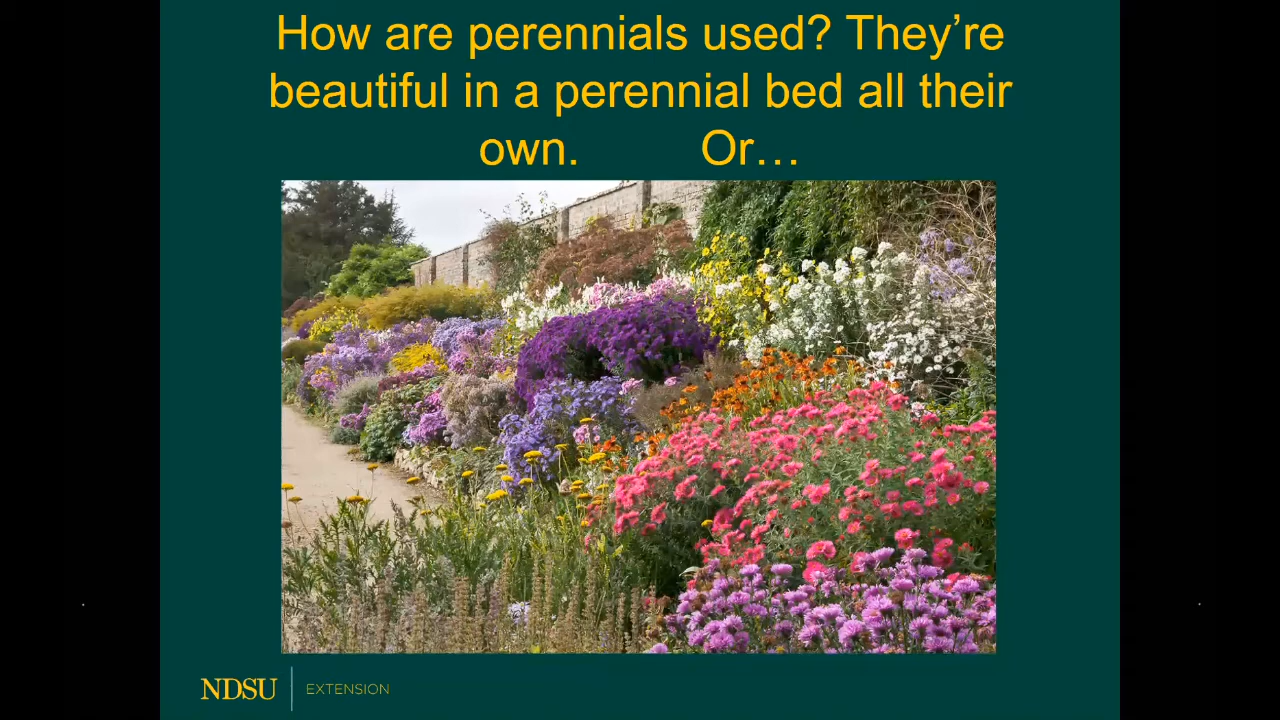 How are perennials used? They’re
beautiful in a perennial bed all their
own. Or…
NDSU EXTENSION